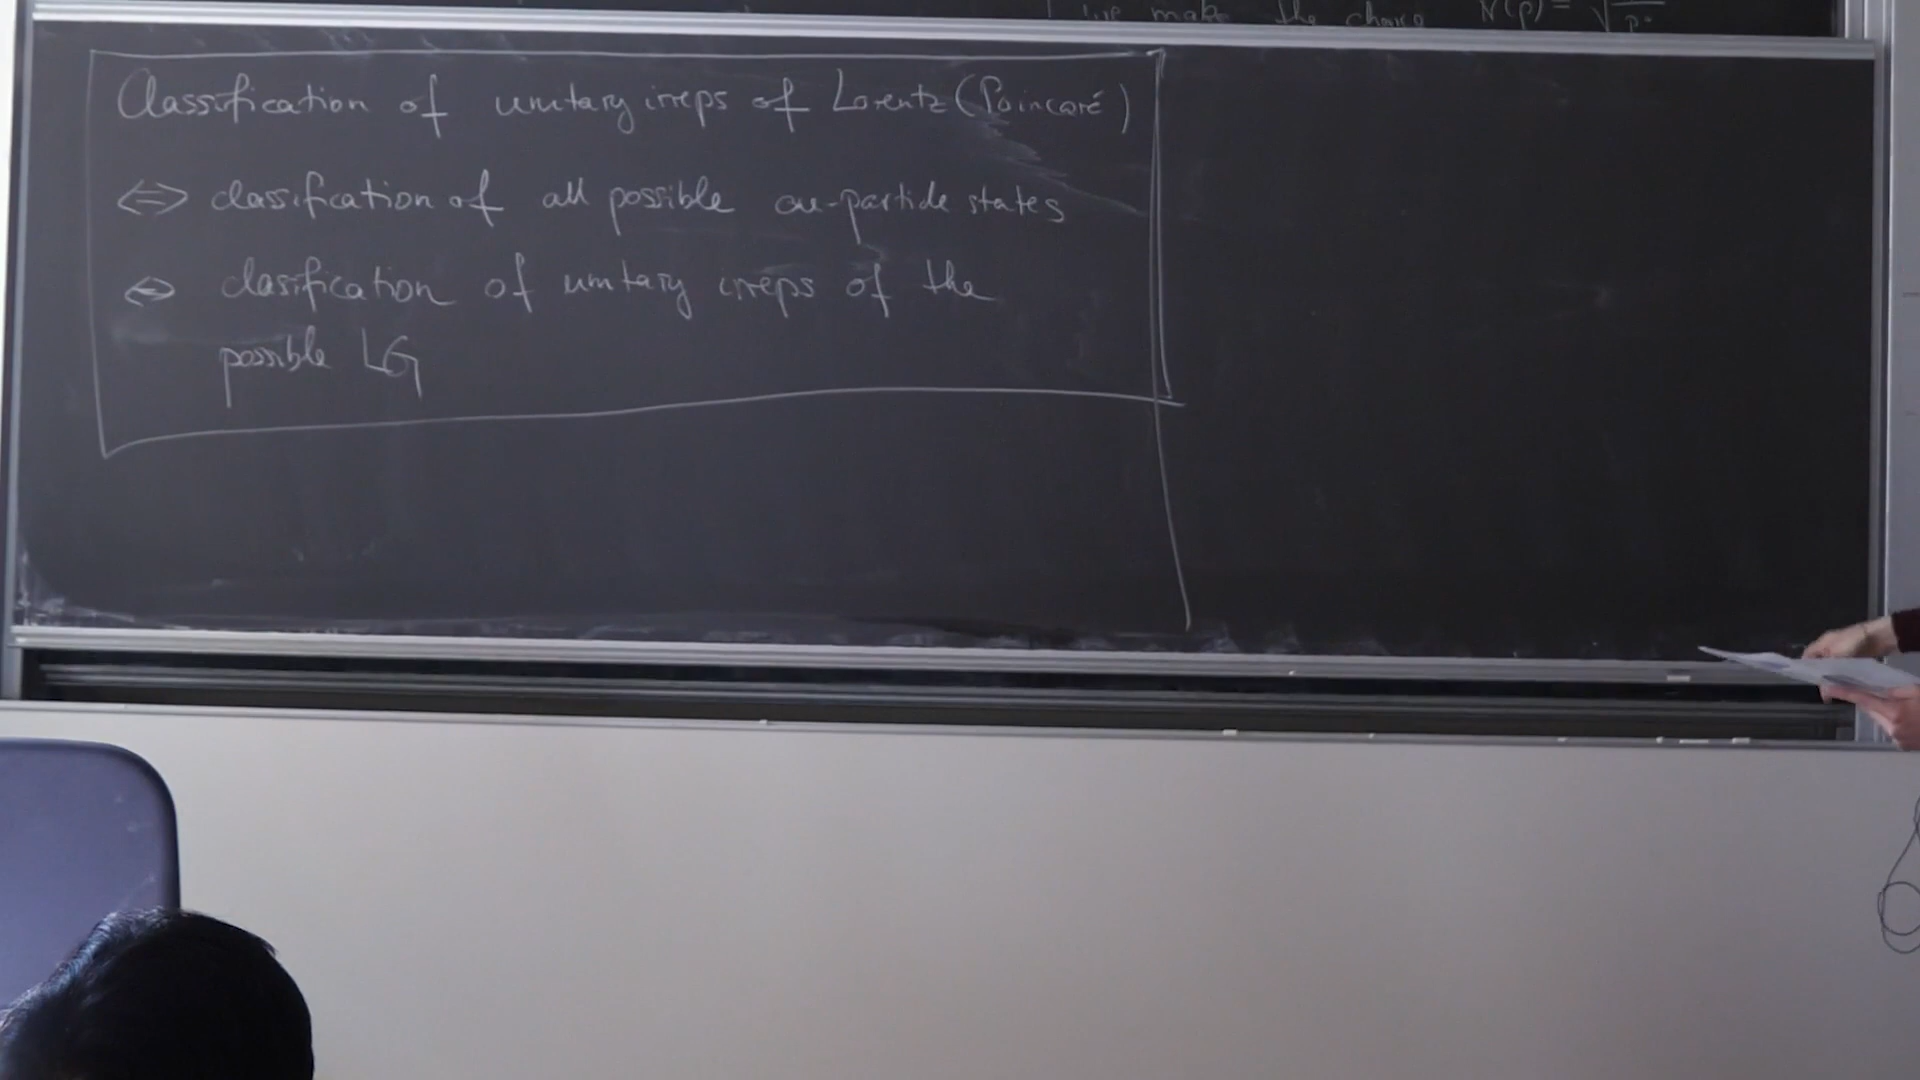 we make the choice N(p) = √
Classification of unitary irreps of Lorentz (Poincaré)
⇔ classification of all possible one-particle states
⇔ clasification of unitary irreps of the
possible LG